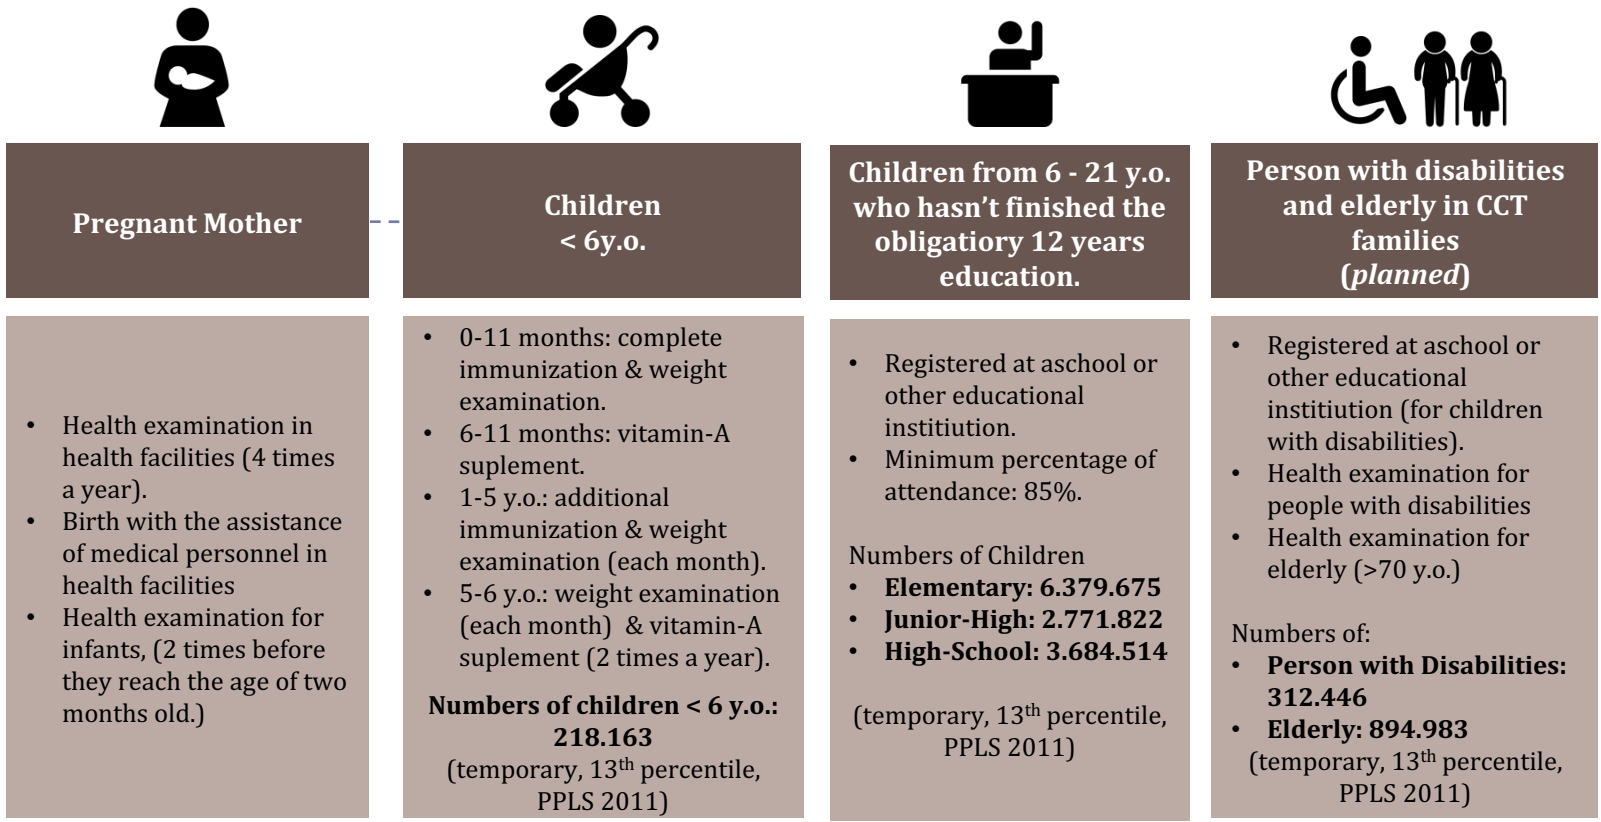 Pregnant Mother
• Health examination in
health facilities (4 times
a year).
• Birth with the assistance
of medical personnel in
health facilities
• Health examination for
infants, (2 times before
they reach the age of two
months old.)
Children
< 6y.o.
• 0-11 months: complete
immunization & weight
examination.
• 6-11 months: vitamin-A
suplement.
• 1-5 y.o.: additional
immunization & weight
examination (each month).
• 5-6 y.o.: weight examination
(each month) & vitamin-A
suplement (2 times a year).
Numbers of children < 6 y.o.:
218.163
(temporary, 13th percentile,
PPLS 2011)
Children from 6 - 21 y.o.
who hasn't finished the
obligatiory 12 years
education.
• Registered at aschool or
other educational
institiution.
• Minimum percentage of
attendance: 85%.
Numbers of Children
• Elementary: 6.379.675
• Junior-High: 2.771.822
• High-School: 3.684.514
(temporary, 13th percentile,
PPLS 2011)
Person with disabilities
and elderly in CCT
families
(planned)
• Registered at aschool or
other educational
institiution (for children
with disabilities).
• Health examination for
people with disabilities
• Health examination for
elderly (>70 y.o.)
Numbers of:
• Person with Disabilities:
312.446
• Elderly: 894.983
(temporary, 13th percentile,
PPLS 2011)